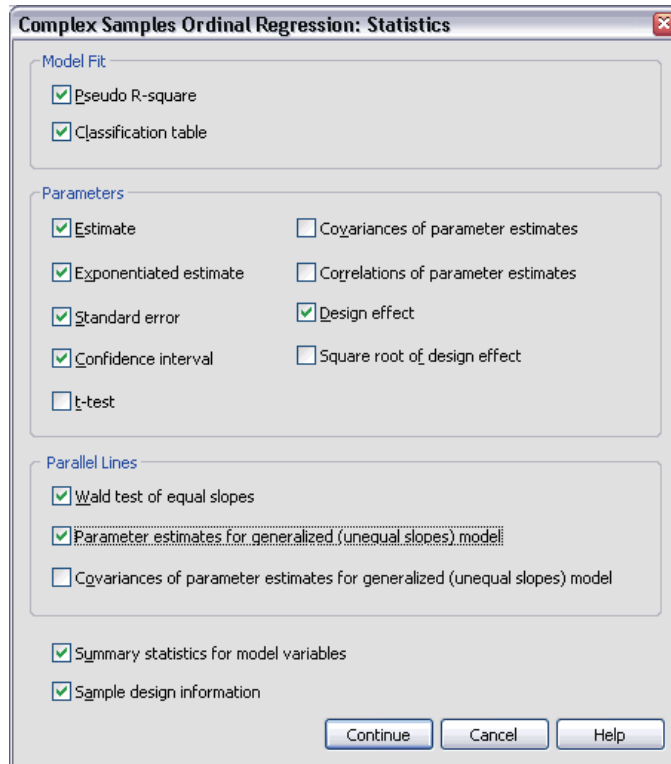 Complex Samples Ordinal Regression: Statistics
Model Fit
Pseudo R-square
Classification table
Parameters
Estimate
Exponentiated estimate
Standard error
Confidence interval
t-test
Covariances of parameter estimates
Correlations of parameter estimates
Design effect
Square root of design effect
Parallel Lines
Wald test of equal slopes
Parameter estimates for generalized (unequal slopes) model
Covariances of parameter estimates for generalized (unequal slopes) model
Summary statistics for model variables
Sample design information
Continue
Cancel
Help